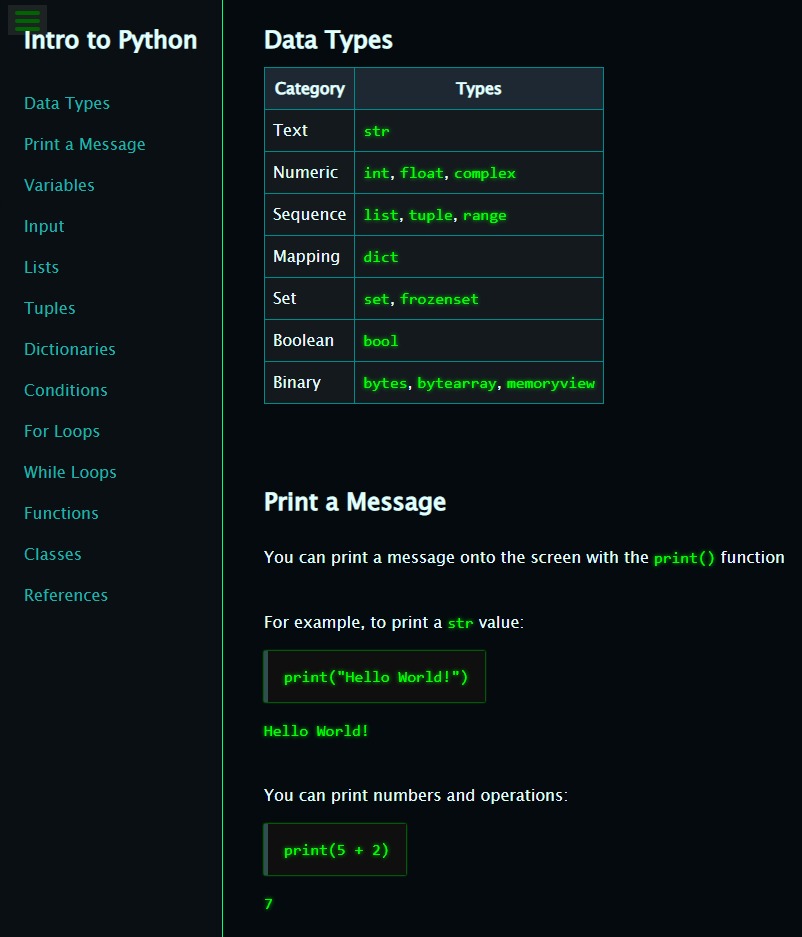 Intro to Python
Data Types
Print a Message
Variables
Input
Lists
Tuples
Dictionaries
Conditions
For Loops
While Loops
Functions
Classes
References
Data Types
Category Types
Text str
Numeric int, float, complex
Sequence list, tuple, range
Mapping dict
Set set, frozenset
Boolean bool
Binary bytes, bytearray, memoryview
Print a Message
You can print a message onto the screen with the print() function
For example, to print a str value:
print("Hello World!")
Hello World!
You can print numbers and operations:
print(5 + 2)
7